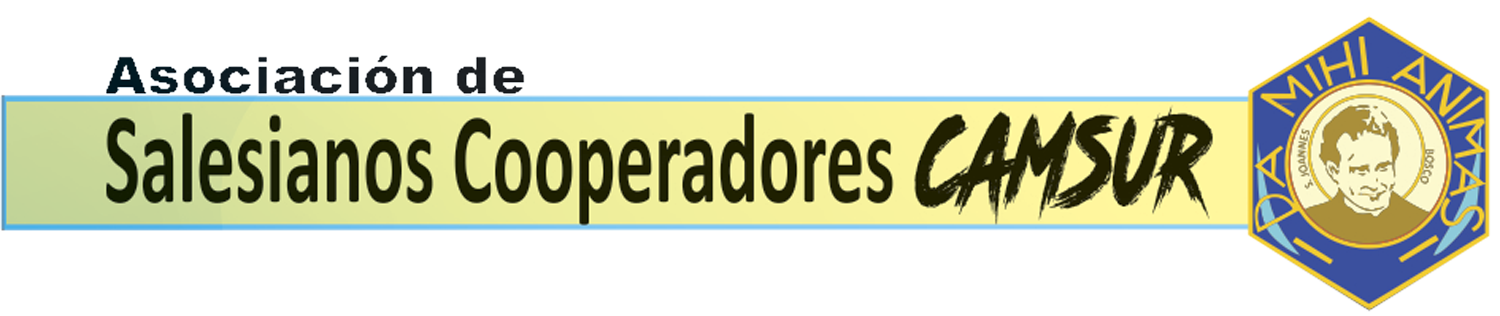 Asociación de
Salesianos Cooperadores CAMSUR
DA MIHI ANIMAS
S. JOANNES BOSCO